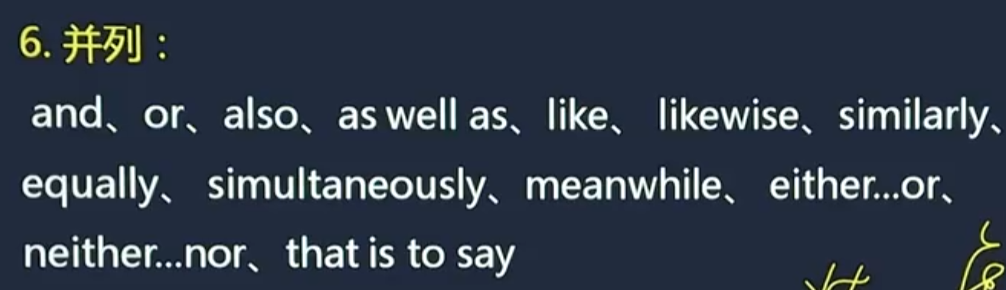 6. 并列：
and、or、also、as well as、like、 likewise、similarly、
equally、 simultaneously、meanwhile、 either...or、
neither...nor、that is to say